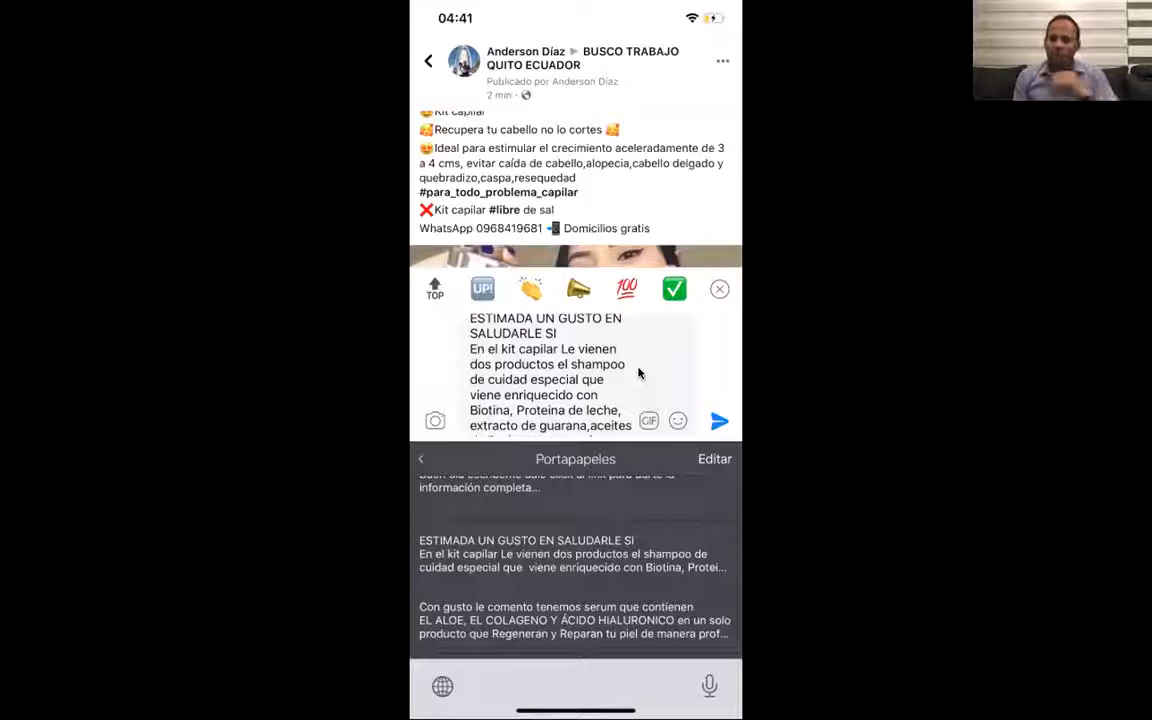 04:41
Anderson Díaz ▶ BUSCO TRABAJO
QUITO ECUADOR
Publicado por Anderson Díaz
2 min ·
😍Kit capilar
🥰Recupera tu cabello no lo cortes 🥰
😍Ideal para estimular el crecimiento aceleradamente de 3
a 4 cms, evitar caída de cabello,alopecia,cabello delgado y
quebradizo,caspa,resequedad
#para_todo_problema_capilar
❌Kit capilar #libre de sal
WhatsApp 0968419681 📲 Domicilios gratis
TOP
UP!
100
ESTIMADA UN GUSTO EN
SALUDARLE SI
En el kit capilar Le vienen
dos productos el shampoo
de cuidad especial que
viene enriquecido con
Biotina, Proteina de leche,
extracto de guarana,aceites
GIF
Portapapeles
Editar
información completa...
ESTIMADA UN GUSTO EN SALUDARLE SI
En el kit capilar Le vienen dos productos el shampoo de
cuidad especial que viene enriquecido con Biotina, Protei...
Con gusto le comento tenemos serum que contienen
EL ALOE, EL COLAGENO Y ÁCIDO HIALURONICO en un solo
producto que Regeneran y Reparan tu piel de manera prof...